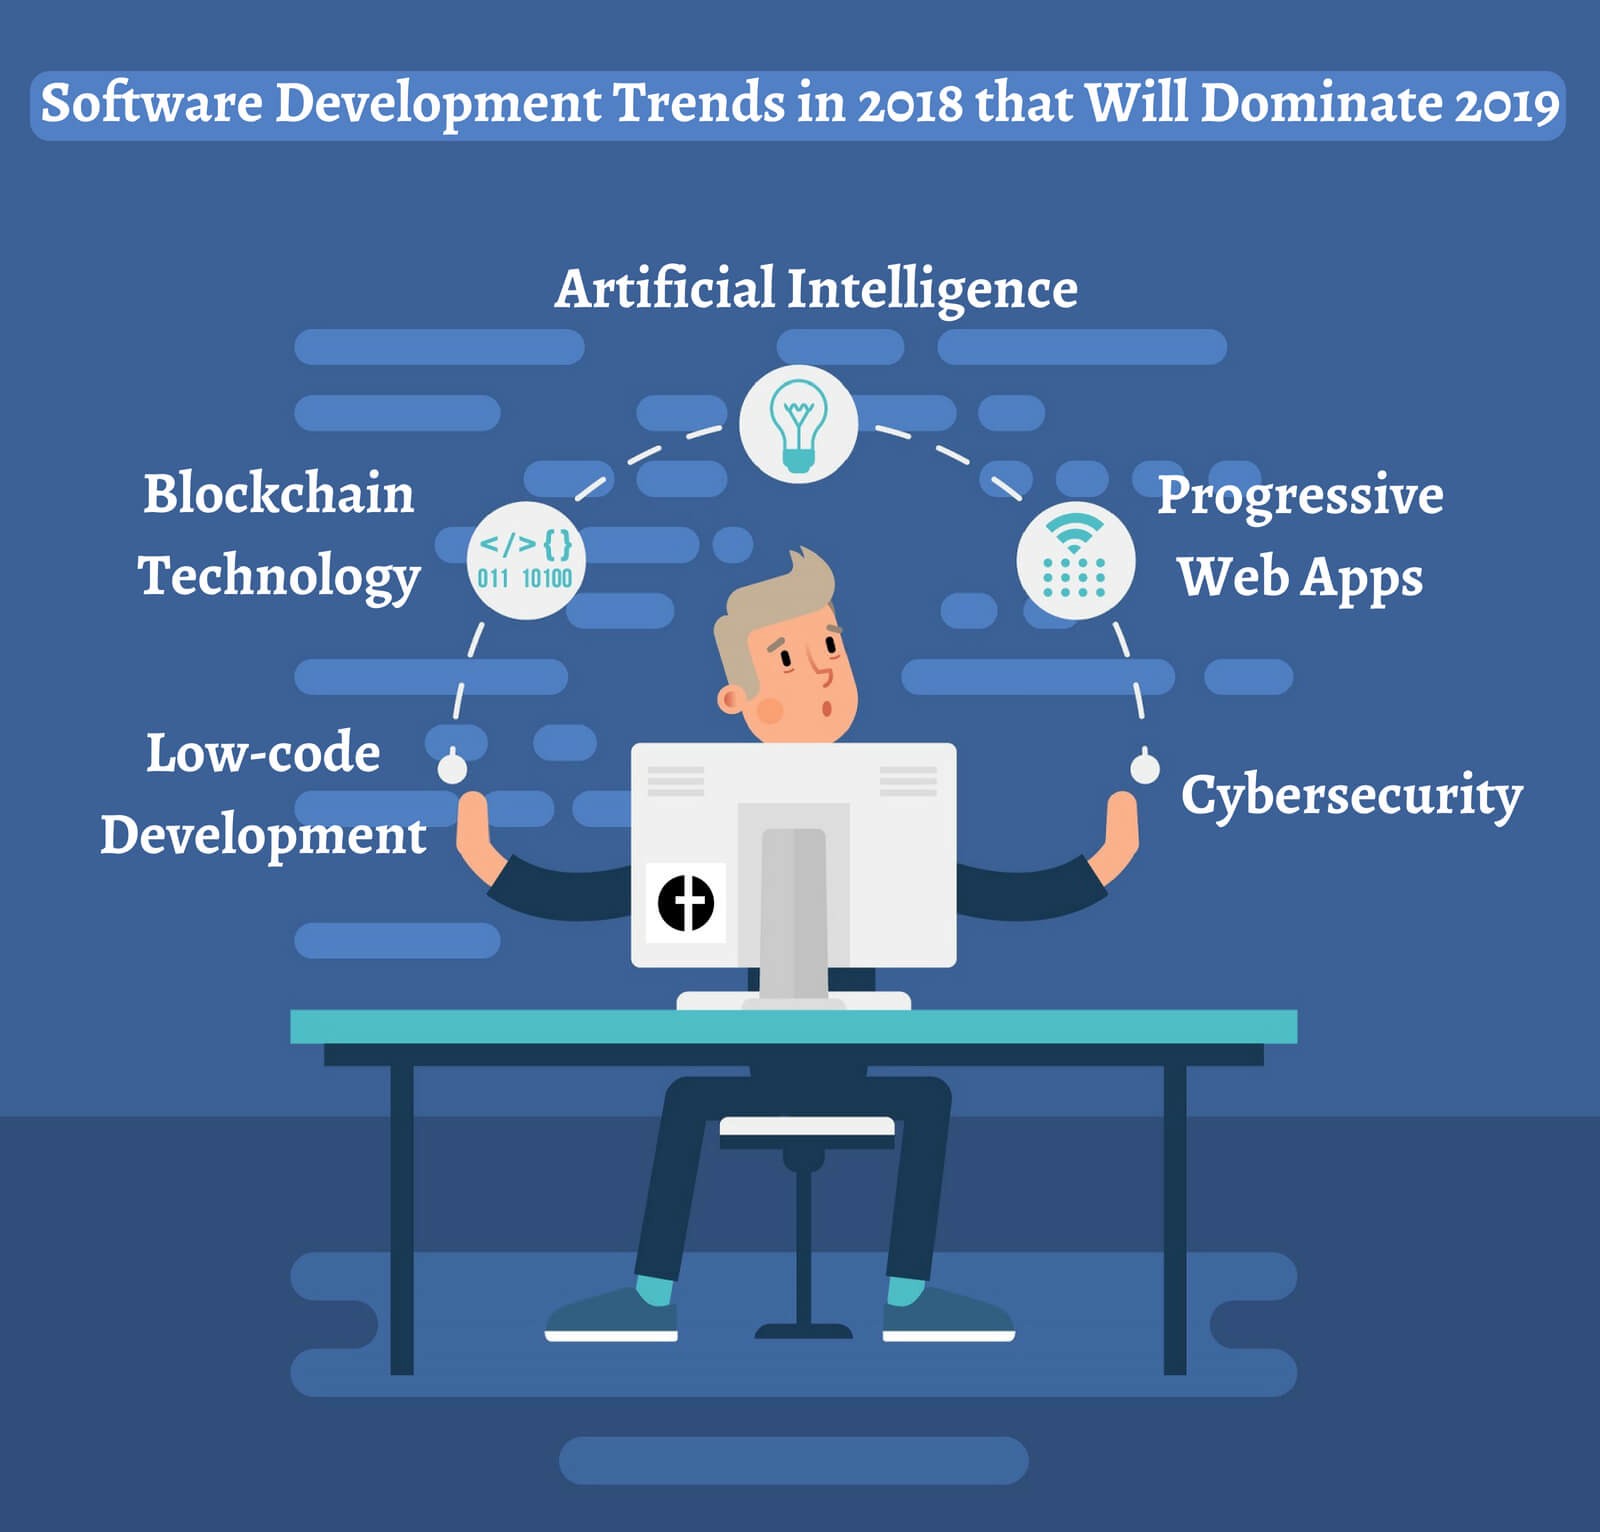 Software Development Trends in 2018 that Will Dominate 2019
Artificial Intelligence
Blockchain
Technology
</>{}
011 10100
Progressive
Web Apps
Low-code
Development
Cybersecurity